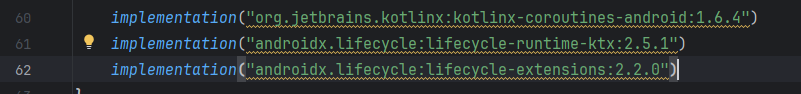 60 implementation("org.jetbrains.kotlinx:kotlinx-coroutines-android:1.6.4")
61 implementation("androidx.lifecycle:lifecycle-runtime-ktx:2.5.1")
62 implementation("androidx.lifecycle:lifecycle-extensions:2.2.0")
}